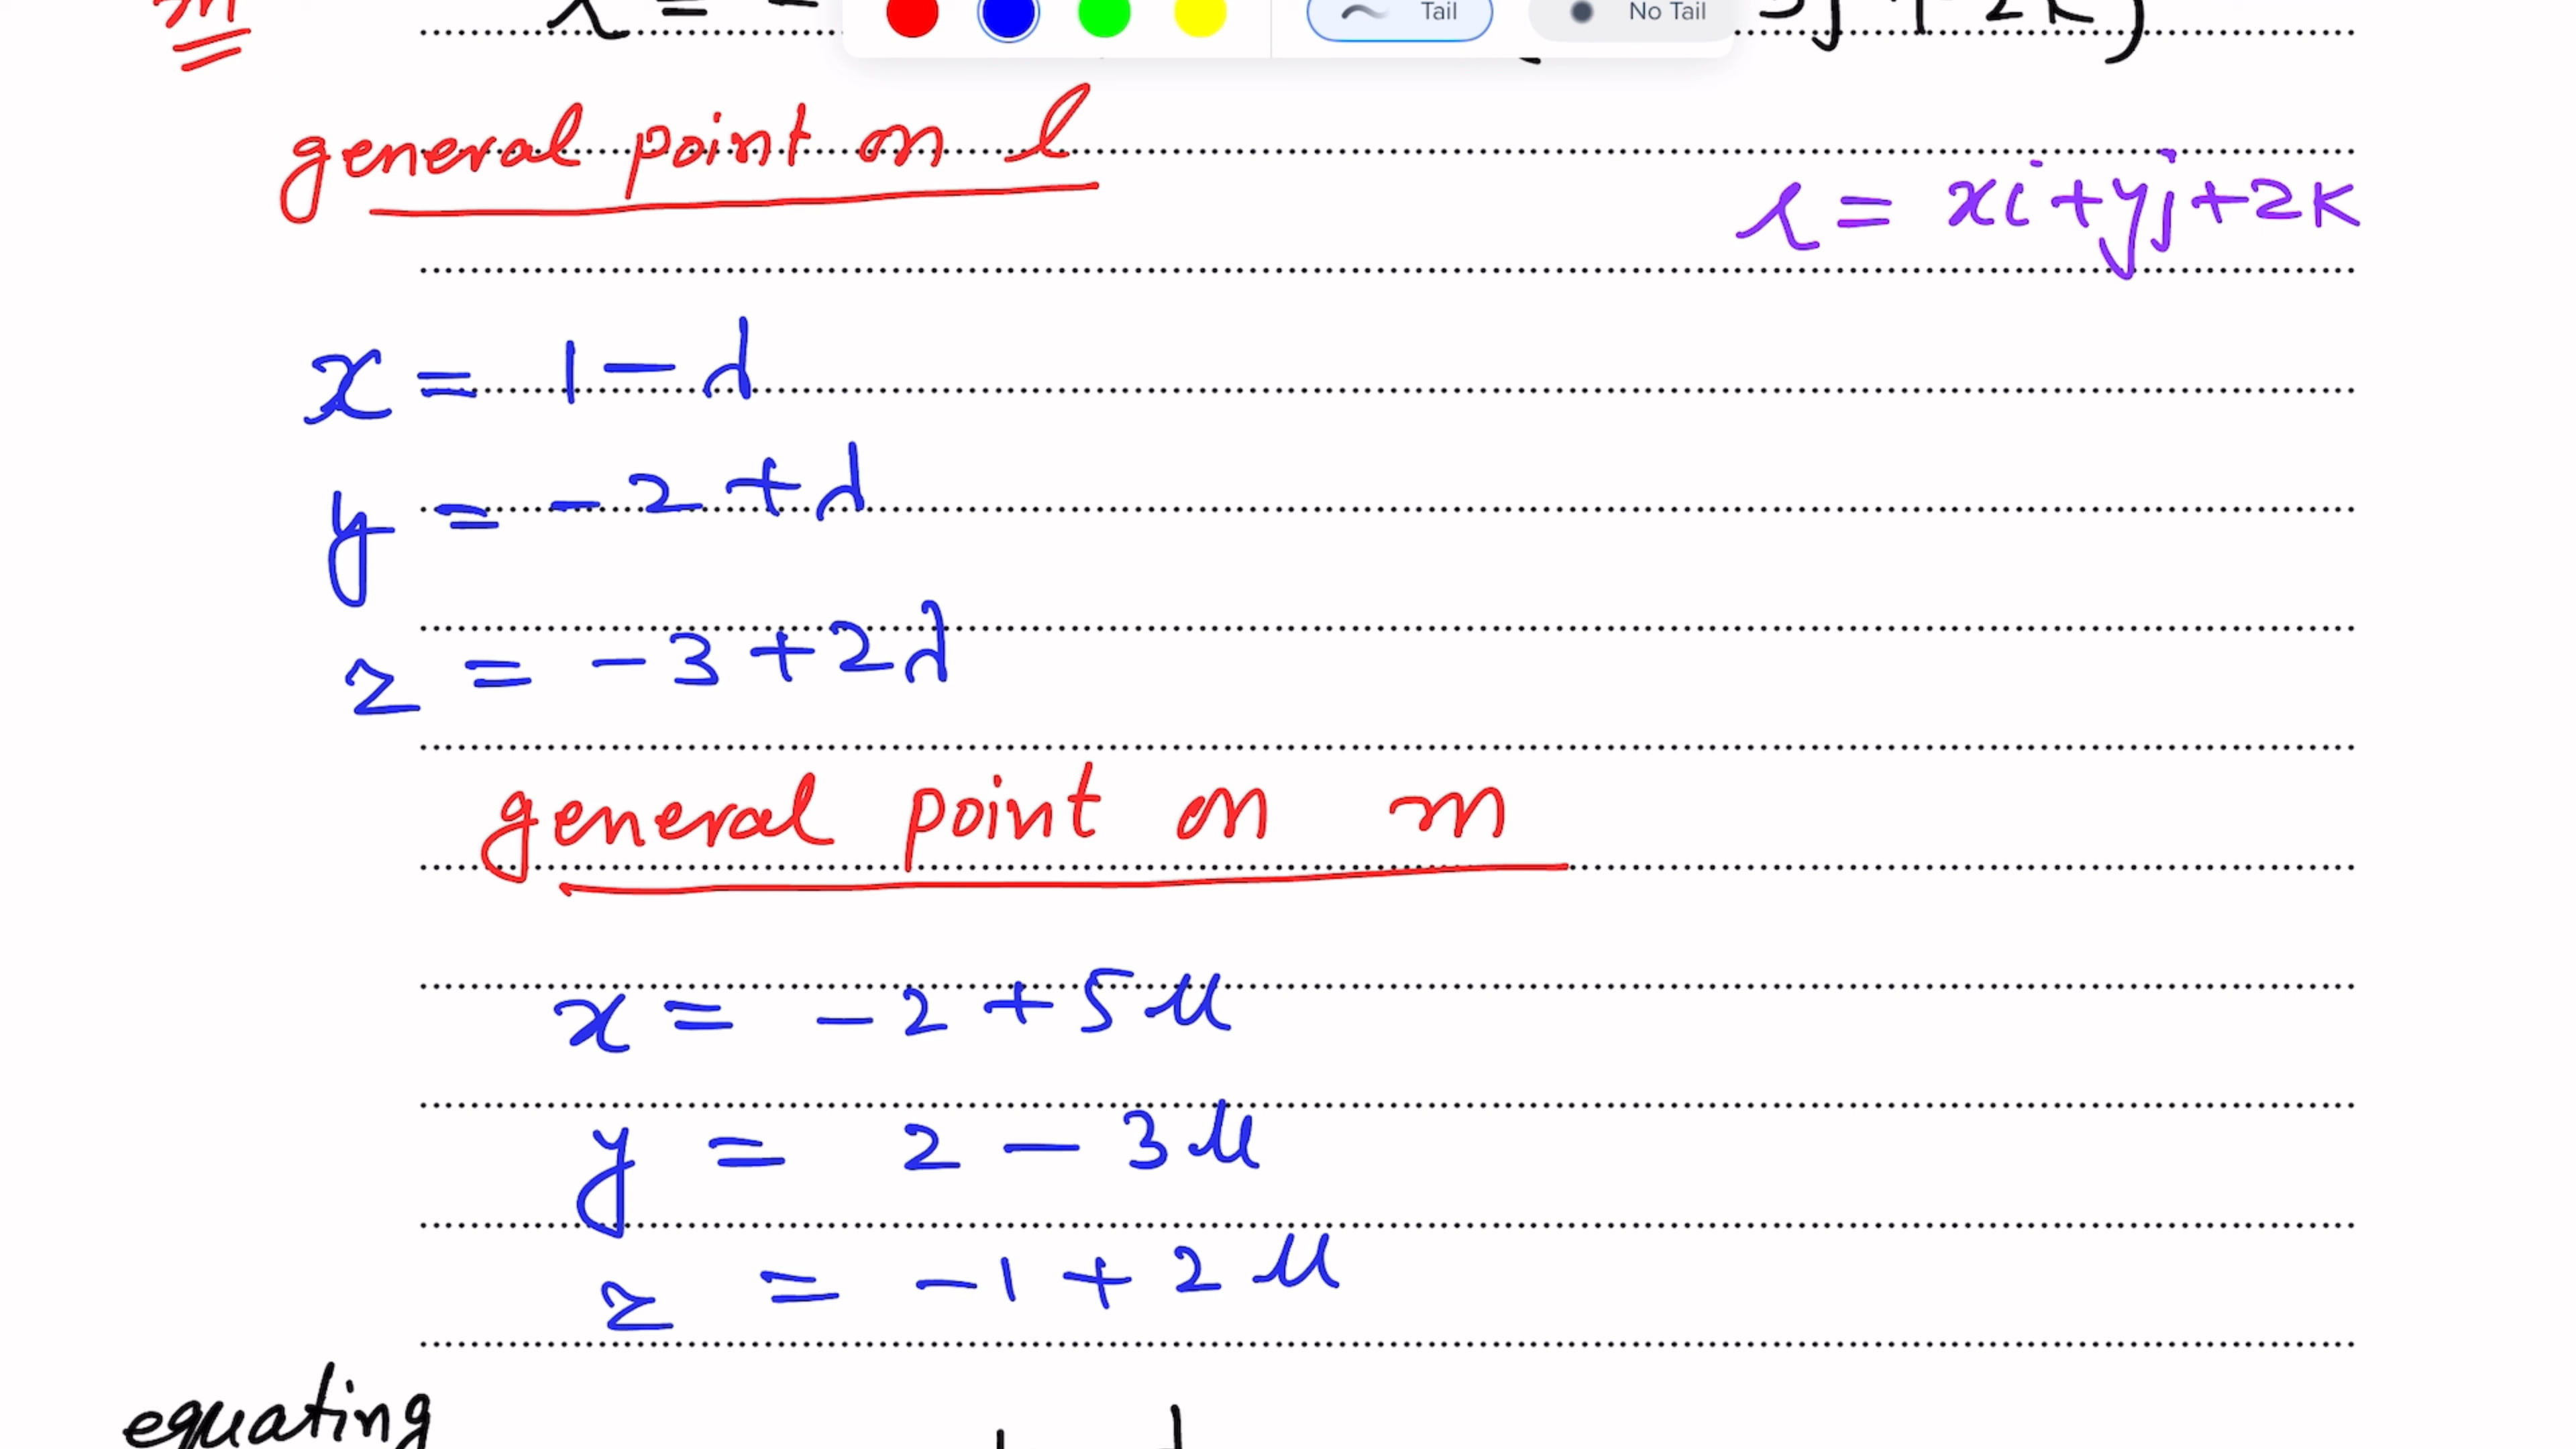 m
Tail No Tail
general point on l
r = xi + yj + zk
x = 1 - λ
y = -2 + λ
z = -3 + 2λ
general point on m
x = -2 + 5μ
y = 2 - 3μ
z = -1 + 2μ
equating